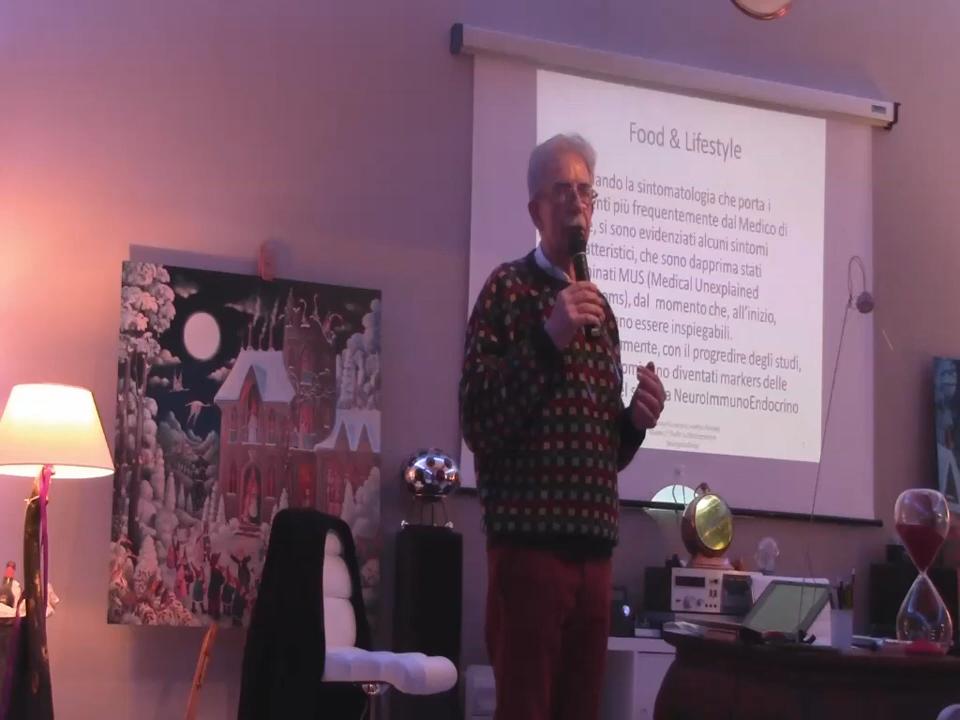 Food & Lifestyle
ando la sintomatologia che porta i
nti più frequentemente dal Medico di
e, si sono evidenziati alcuni sintomi
atteristici, che sono dapprima stati
inati MUS (Medical Unexplained
oms), dal momento che, all'inizio,
no essere inspiegabili.
mente, con il progredire degli studi,
no diventati markers delle
a NeuroImmunoEndocrino